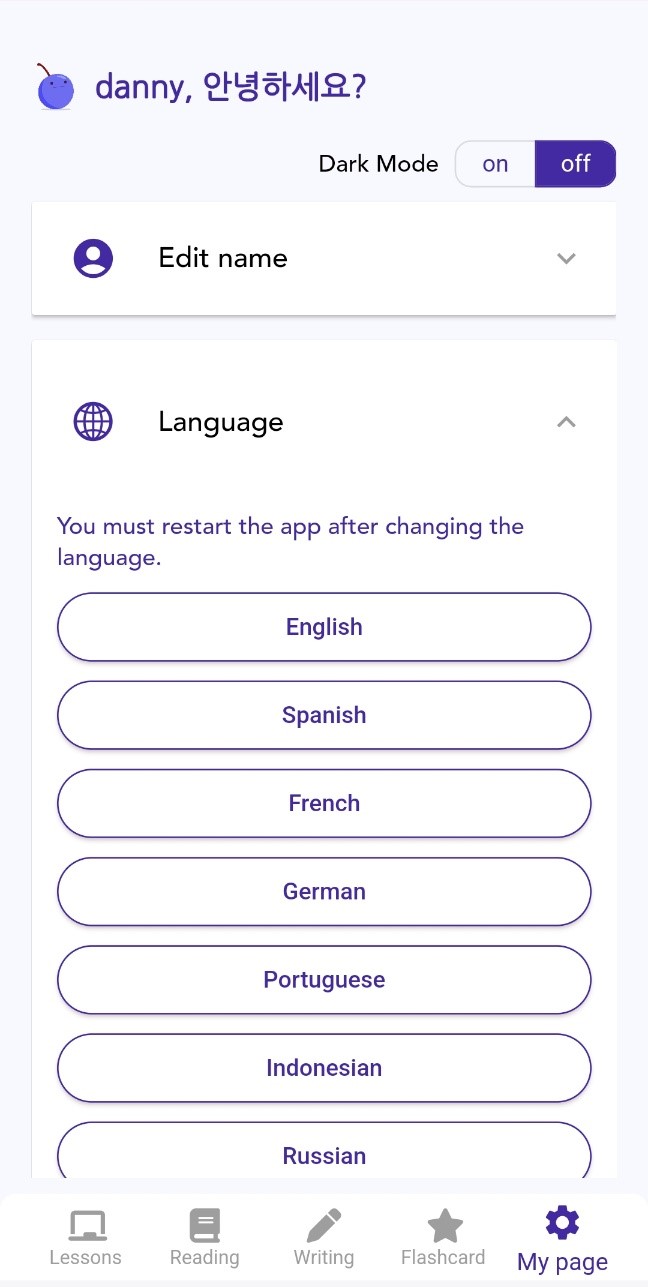 danny, 안녕하세요?
Dark Mode on off
Edit name
Language
You must restart the app after changing the
language.
English
Spanish
French
German
Portuguese
Indonesian
Russian
Lessons Reading Writing Flashcard My page